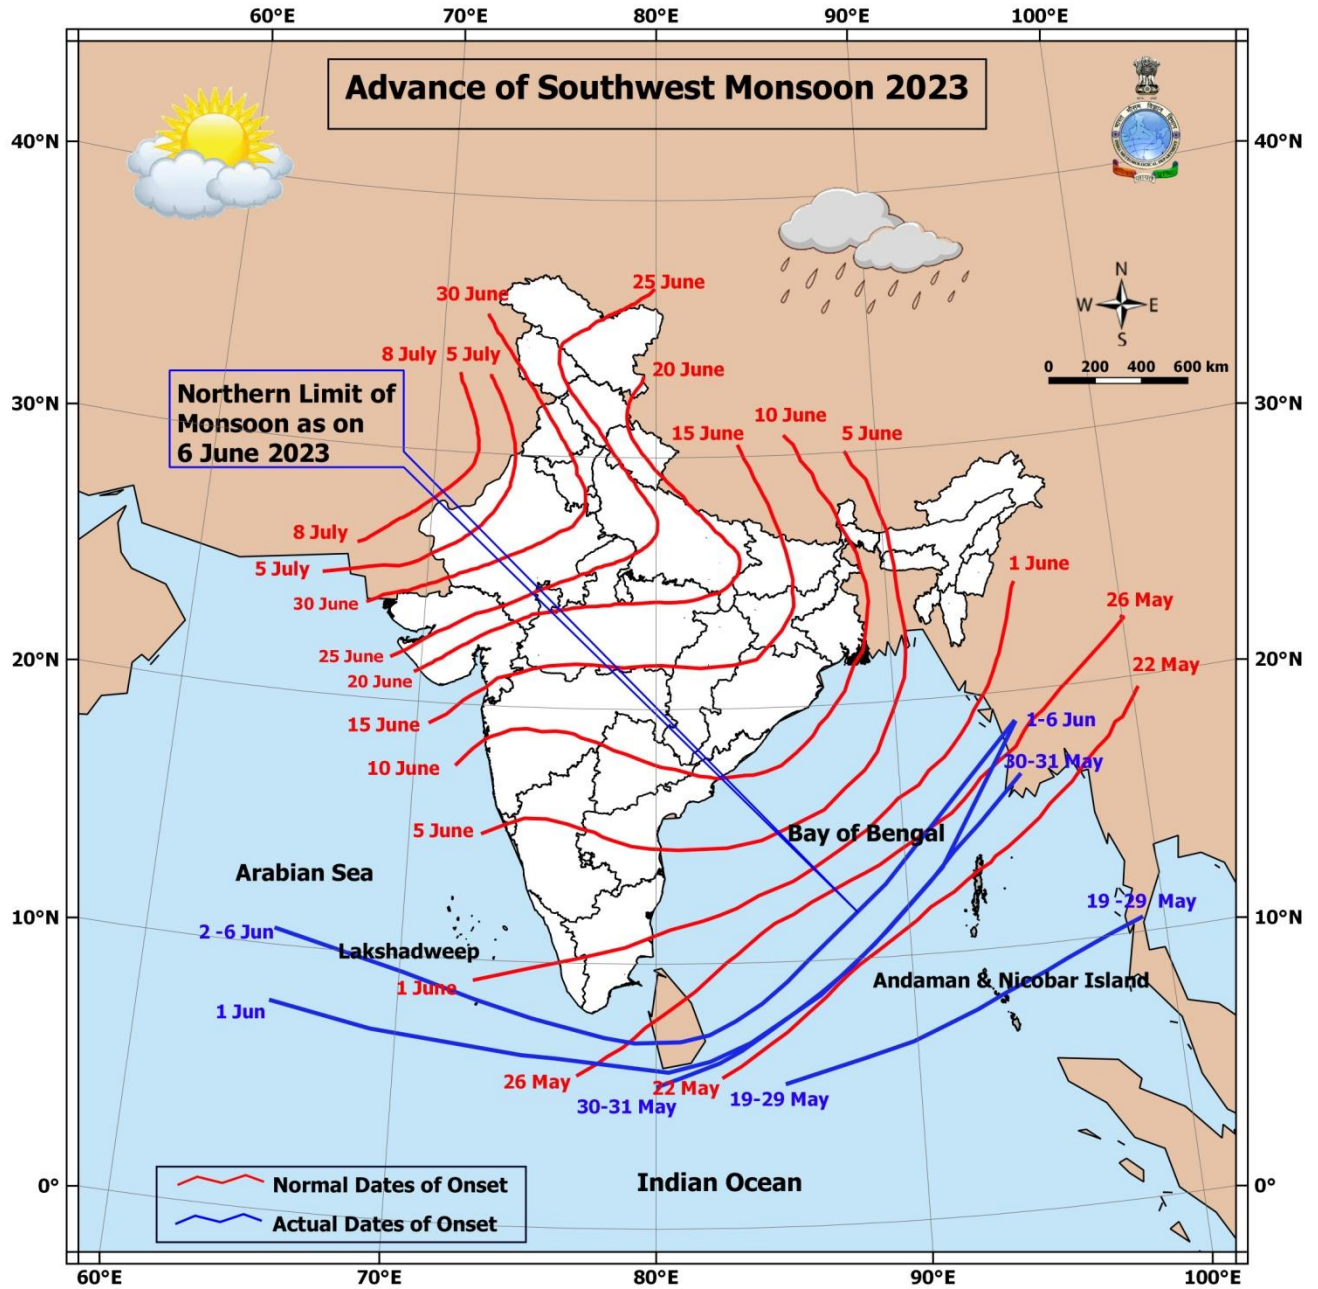 60°E 70°E 80°E 90°E 100°E
Advance of Southwest Monsoon 2023
40°N 40°N
N
W E
S
0 200 400 600 km
30 June
25 June
8 July 5 July
20 June
Northern Limit of
Monsoon as on
6 June 2023
30°N 30°N
10 June
15 June
5 June
8 July
5 July
30 June
1 June
26 May
25 June
20 June
22 May
20°N 20°N
15 June
1-6 Jun
10 June
30-31 May
5 June
Bay of Bengal
Arabian Sea
19 -29 May
10°N 10°N
2 -6 Jun
Lakshadweep
1 June
Andaman & Nicobar Island
1 Jun
26 May
22 May
30-31 May
19-29 May
Indian Ocean
0° 0°
Normal Dates of Onset
Actual Dates of Onset
60°E 70°E 80°E 90°E 100°E